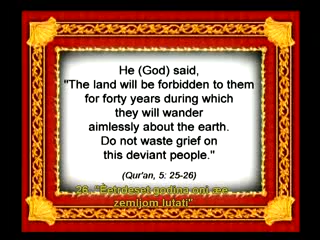 He (God) said,
"The land will be forbidden to them
for forty years during which
they will wander
aimlessly about the earth.
Do not waste grief on
this deviant people."
(Qur'an, 5: 25-26)
26. "Èetrdeset godina oni æe
zemljom lutati"